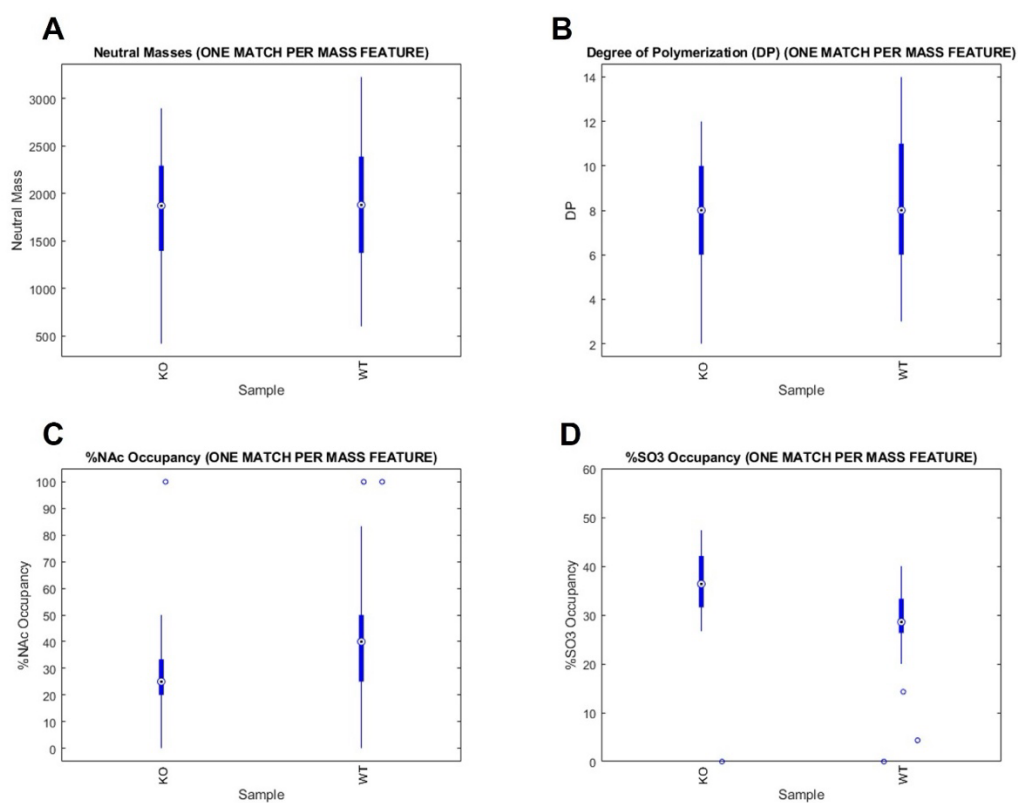 A
Neutral Masses (ONE MATCH PER MASS FEATURE)
3000
2500
2000
1500
1000
500
Neutral Mass
KO
WT
Sample
B
Degree of Polymerization (DP) (ONE MATCH PER MASS FEATURE)
14
12
10
8
6
4
2
DP
KO
WT
Sample
C
%NAc Occupancy (ONE MATCH PER MASS FEATURE)
100
90
80
70
60
50
40
30
20
10
0
%NAc Occupancy
KO
WT
Sample
D
%SO3 Occupancy (ONE MATCH PER MASS FEATURE)
60
50
40
30
20
10
0
%SO3 Occupancy
KO
WT
Sample